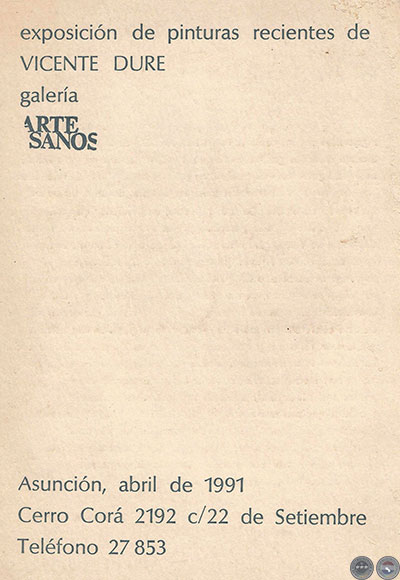 exposición de pinturas recientes de
VICENTE DURE
galería
ARTE
SANOS
Asunción, abril de 1991
Cerro Corá 2192 c/22 de Setiembre
Teléfono 27 853